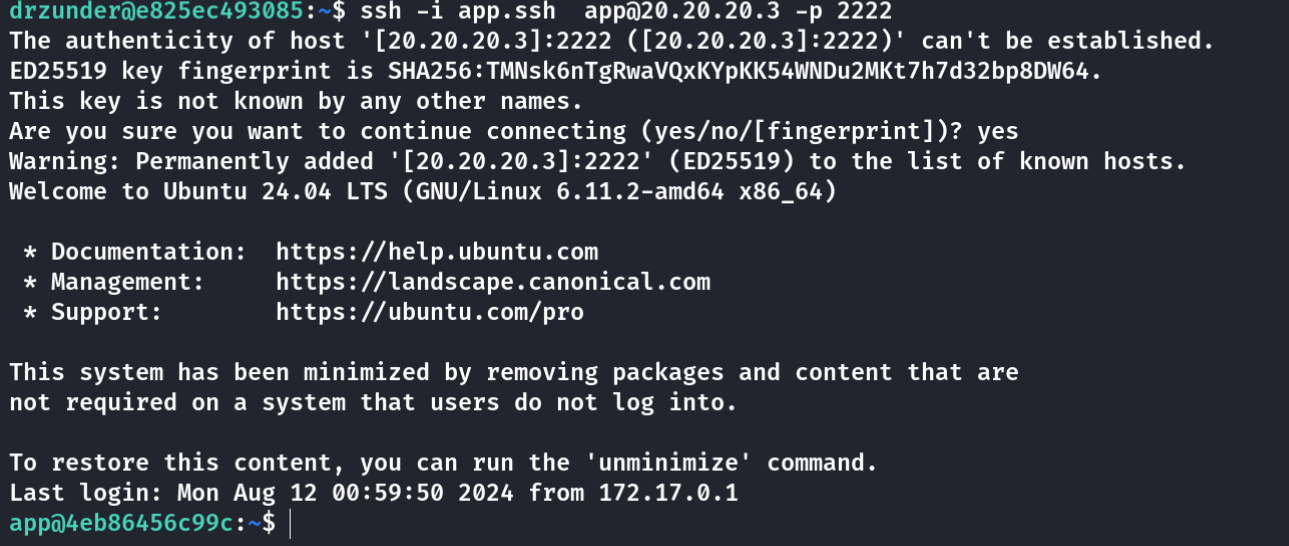 drzunder@e825ec493085:~$ ssh -i app.ssh  app@20.20.20.3 -p 2222
The authenticity of host '[20.20.20.3]:2222 ([20.20.20.3]:2222)' can't be established.
ED25519 key fingerprint is SHA256:TMNsk6nTgRwaVQxKYpKK54WNDu2MKt7h7d32bp8DW64.
This key is not known by any other names.
Are you sure you want to continue connecting (yes/no/[fingerprint])? yes
Warning: Permanently added '[20.20.20.3]:2222' (ED25519) to the list of known hosts.
Welcome to Ubuntu 24.04 LTS (GNU/Linux 6.11.2-amd64 x86_64)

 * Documentation:  https://help.ubuntu.com
 * Management:     https://landscape.canonical.com
 * Support:        https://ubuntu.com/pro

This system has been minimized by removing packages and content that are
not required on a system that users do not log into.

To restore this content, you can run the 'unminimize' command.
Last login: Mon Aug 12 00:59:50 2024 from 172.17.0.1
app@4eb86456c99c:~$